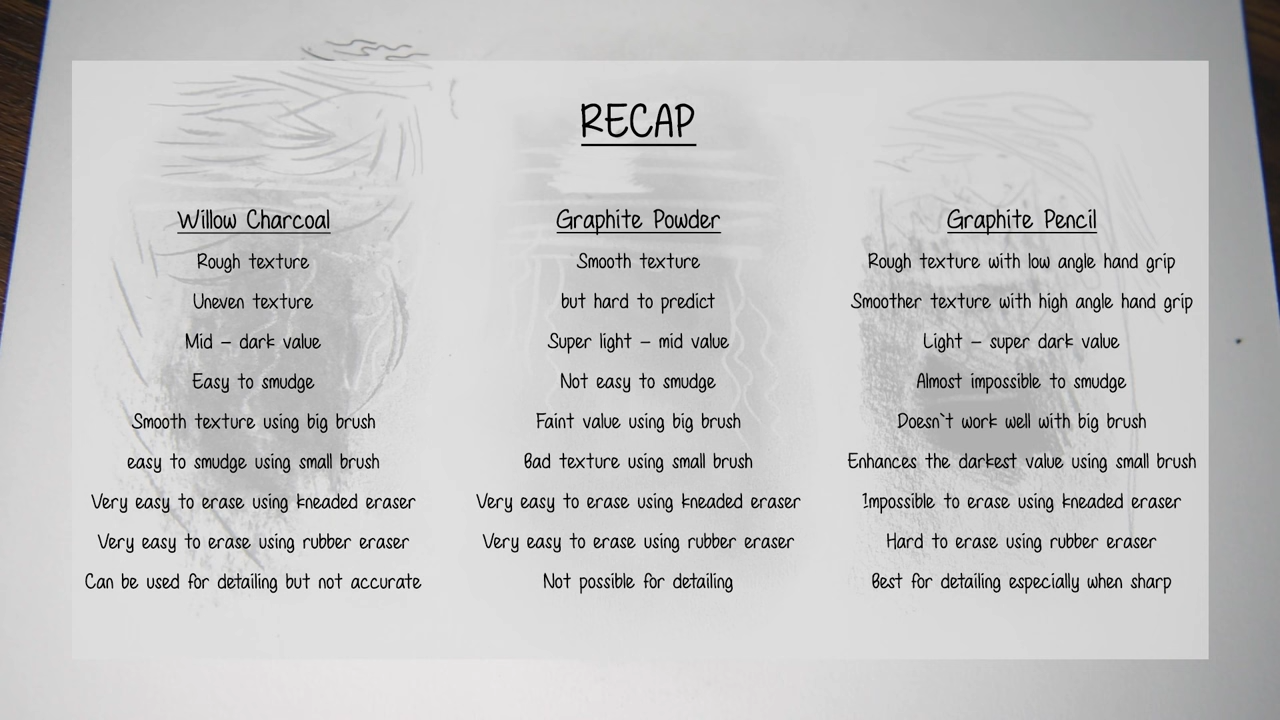 RECAP
Willow Charcoal
Rough texture
Uneven texture
Mid – dark value
Easy to smudge
Smooth texture using big brush
easy to smudge using small brush
Very easy to erase using kneaded eraser
Very easy to erase using rubber eraser
Can be used for detailing but not accurate
Graphite Powder
Smooth texture
but hard to predict
Super light – mid value
Not easy to smudge
Faint value using big brush
Bad texture using small brush
Very easy to erase using kneaded eraser
Very easy to erase using rubber eraser
Not possible for detailing
Graphite Pencil
Rough texture with low angle hand grip
Smoother texture with high angle hand grip
Light – super dark value
Almost impossible to smudge
Doesn`t work well with big brush
Enhances the darkest value using small brush
Impossible to erase using kneaded eraser
Hard to erase using rubber eraser
Best for detailing especially when sharp